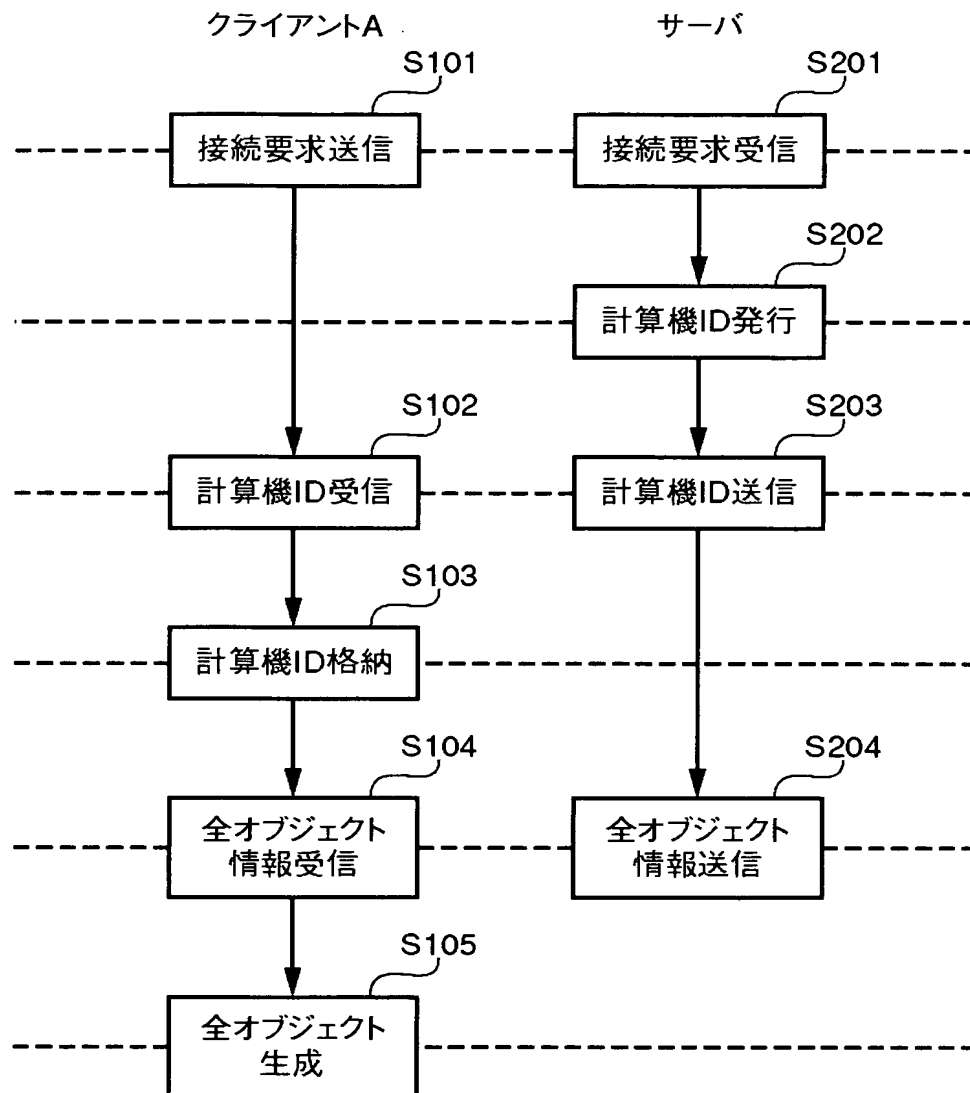 クライアントA
サーバ
S101
S201
接続要求送信
接続要求受信
S202
計算機ID発行
S102
S203
計算機ID受信
計算機ID送信
S103
計算機ID格納
S104
S204
全オブジェクト
情報受信
全オブジェクト
情報送信
S105
全オブジェクト
生成